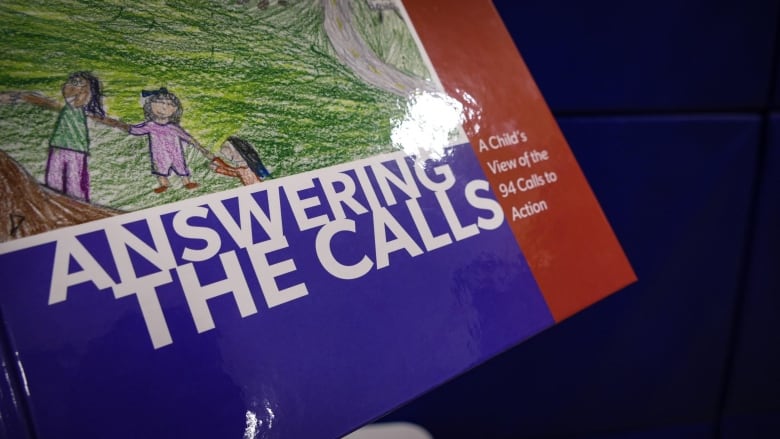 ANSWERING
THE CALLS
A Child's
View of the
94 Calls to
Action